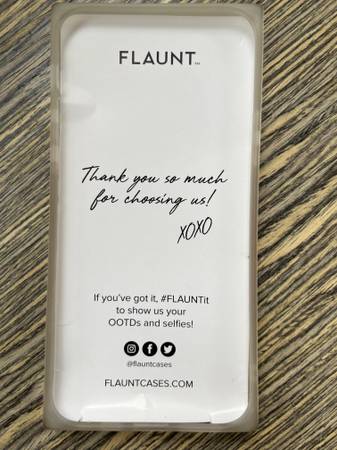 FLAUNT™
Thank you so much
for choosing us!
XOXO
If you've got it, #FLAUNTit
to show us your
OOTDs and selfies!
@flauntcases
FLAUNTCASES.COM